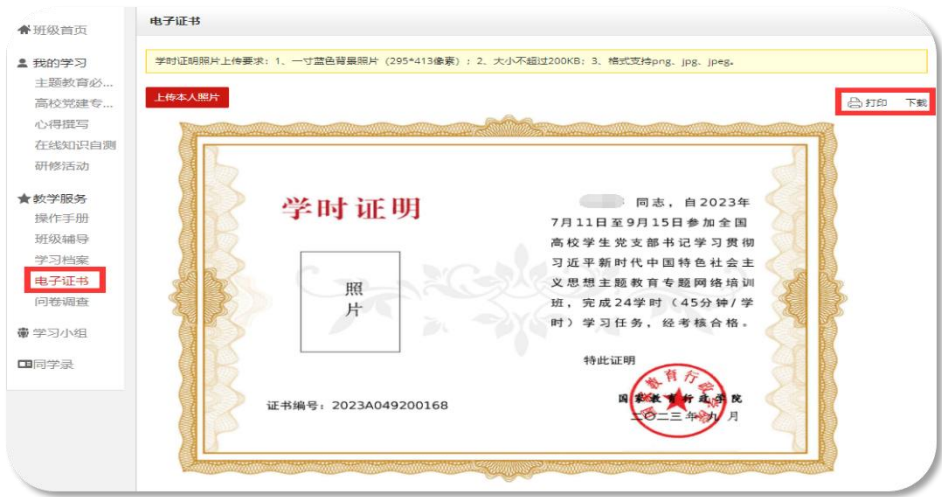 班级首页
我的学习
主题教育必...
高校党建专...
心得撰写
在线知识自测
研修活动
教学服务
操作手册
班级辅导
学习档案
电子证书
问卷调查
学习小组
同学录
电子证书
学时证明照片上传要求：1、一寸蓝色背景照片（295*413像素）；2、大小不超过200KB；3、格式支持png、jpg、jpeg。
上传本人照片
打印 下载
学时证明
照
片
证书编号：2023A049200168
同志，自2023年
7月11日至9月15日参加全国
高校学生党支部书记学习贯彻
习近平新时代中国特色社会主
义思想主题教育专题网络培训
班，完成24学时（45分钟/学
时）学习任务，经考核合格。
特此证明
国家教育行政学院
二〇二三年九月